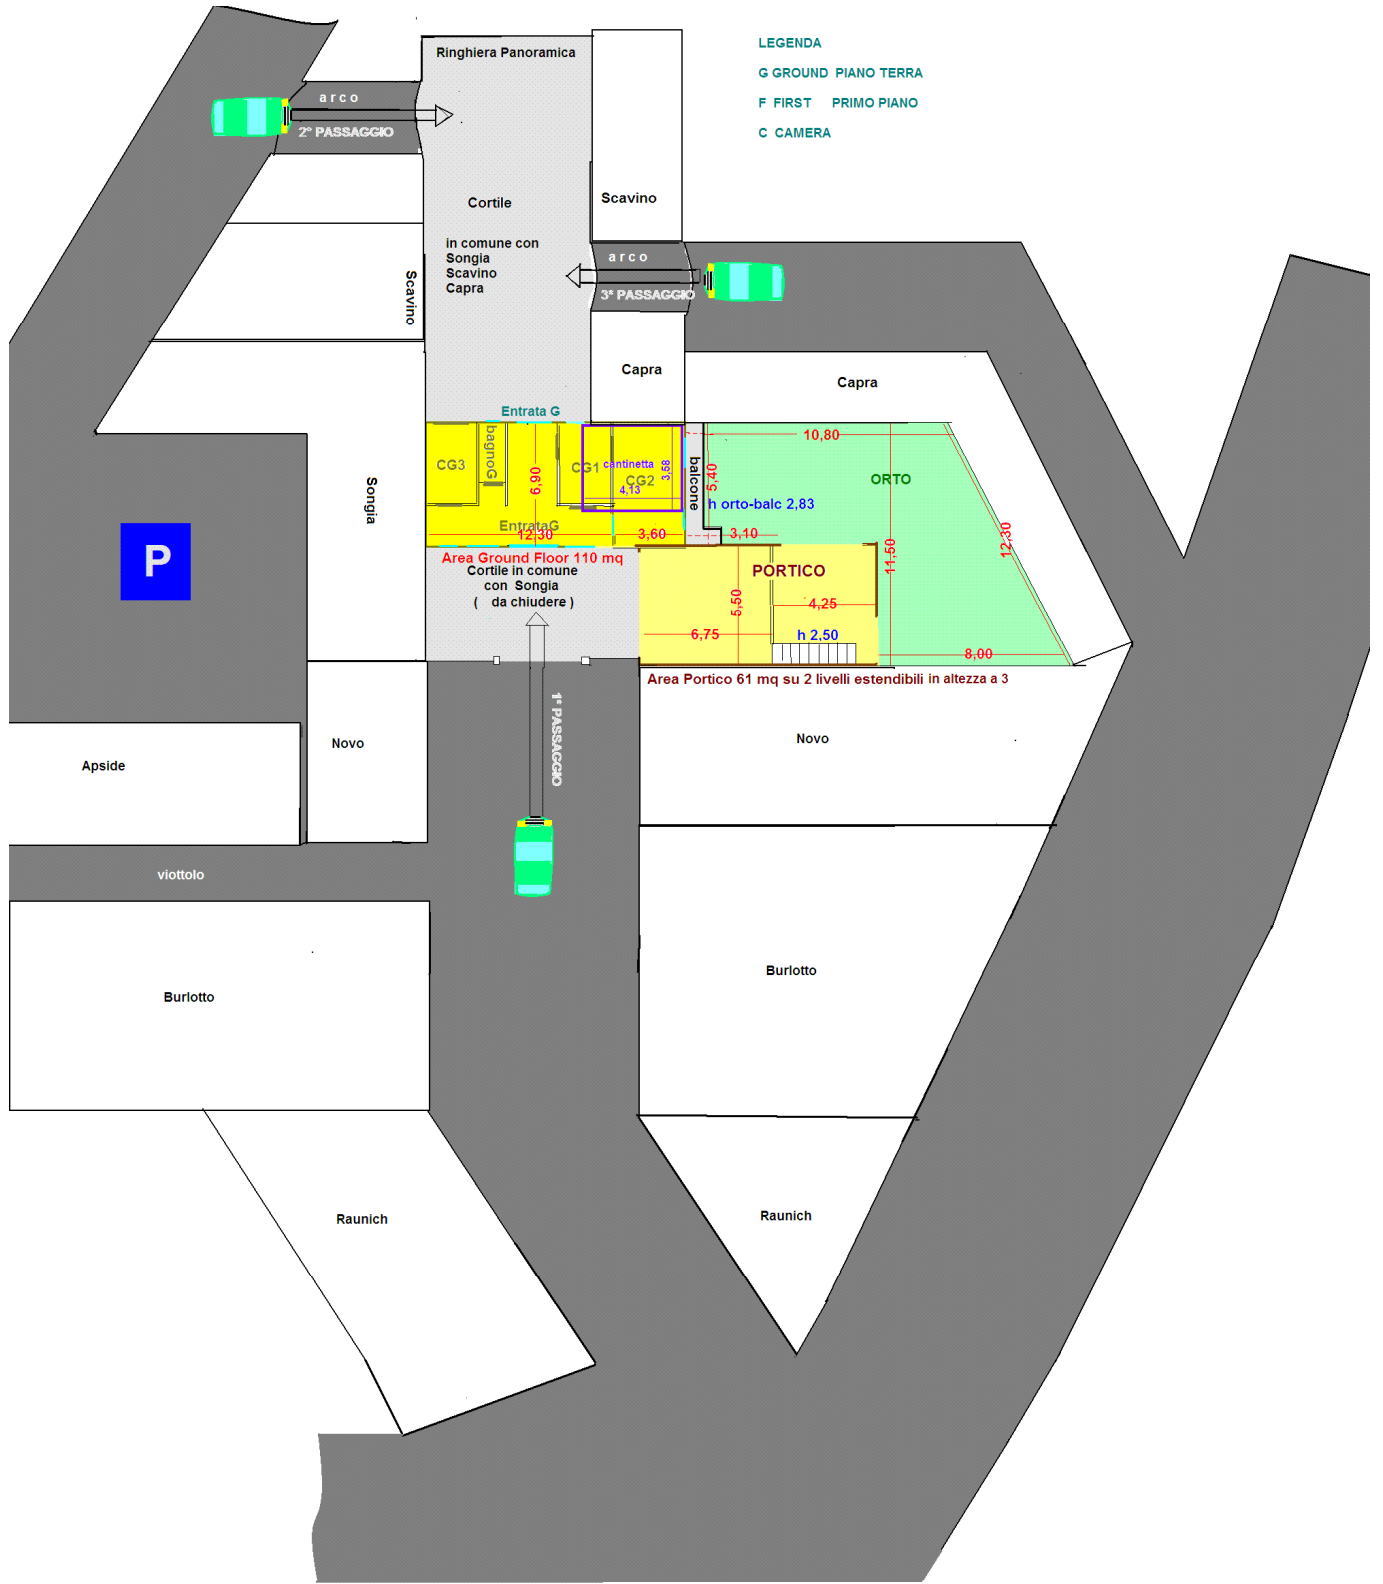 Ringhiera Panoramica
LEGENDA
G GROUND PIANO TERRA
F FIRST PRIMO PIANO
C CAMERA
arco
2° PASSAGGIO
Cortile
in comune con
Songia
Scavino
Capra
Scavino
arco
3° PASSAGGIO
Scavino
Capra
Capra
Entrata G
CG3
bagnoG
6,90
CG1
cantinetta
CG2
3,58
4,13
balcone
5,40
10,80
ORTO
h orto-balc 2,83
EntrataG
12,30
3,60
3,10
11,50
12,30
Songia
P
Area Ground Floor 110 mq
Cortile in comune
con Songia
( da chiudere )
PORTICO
5,50
4,25
6,75
h 2,50
8,00
Area Portico 61 mq su 2 livelli estendibili in altezza a 3
1° PASSAGGIO
Novo
Novo
Apside
viottolo
Burlotto
Burlotto
Raunich
Raunich